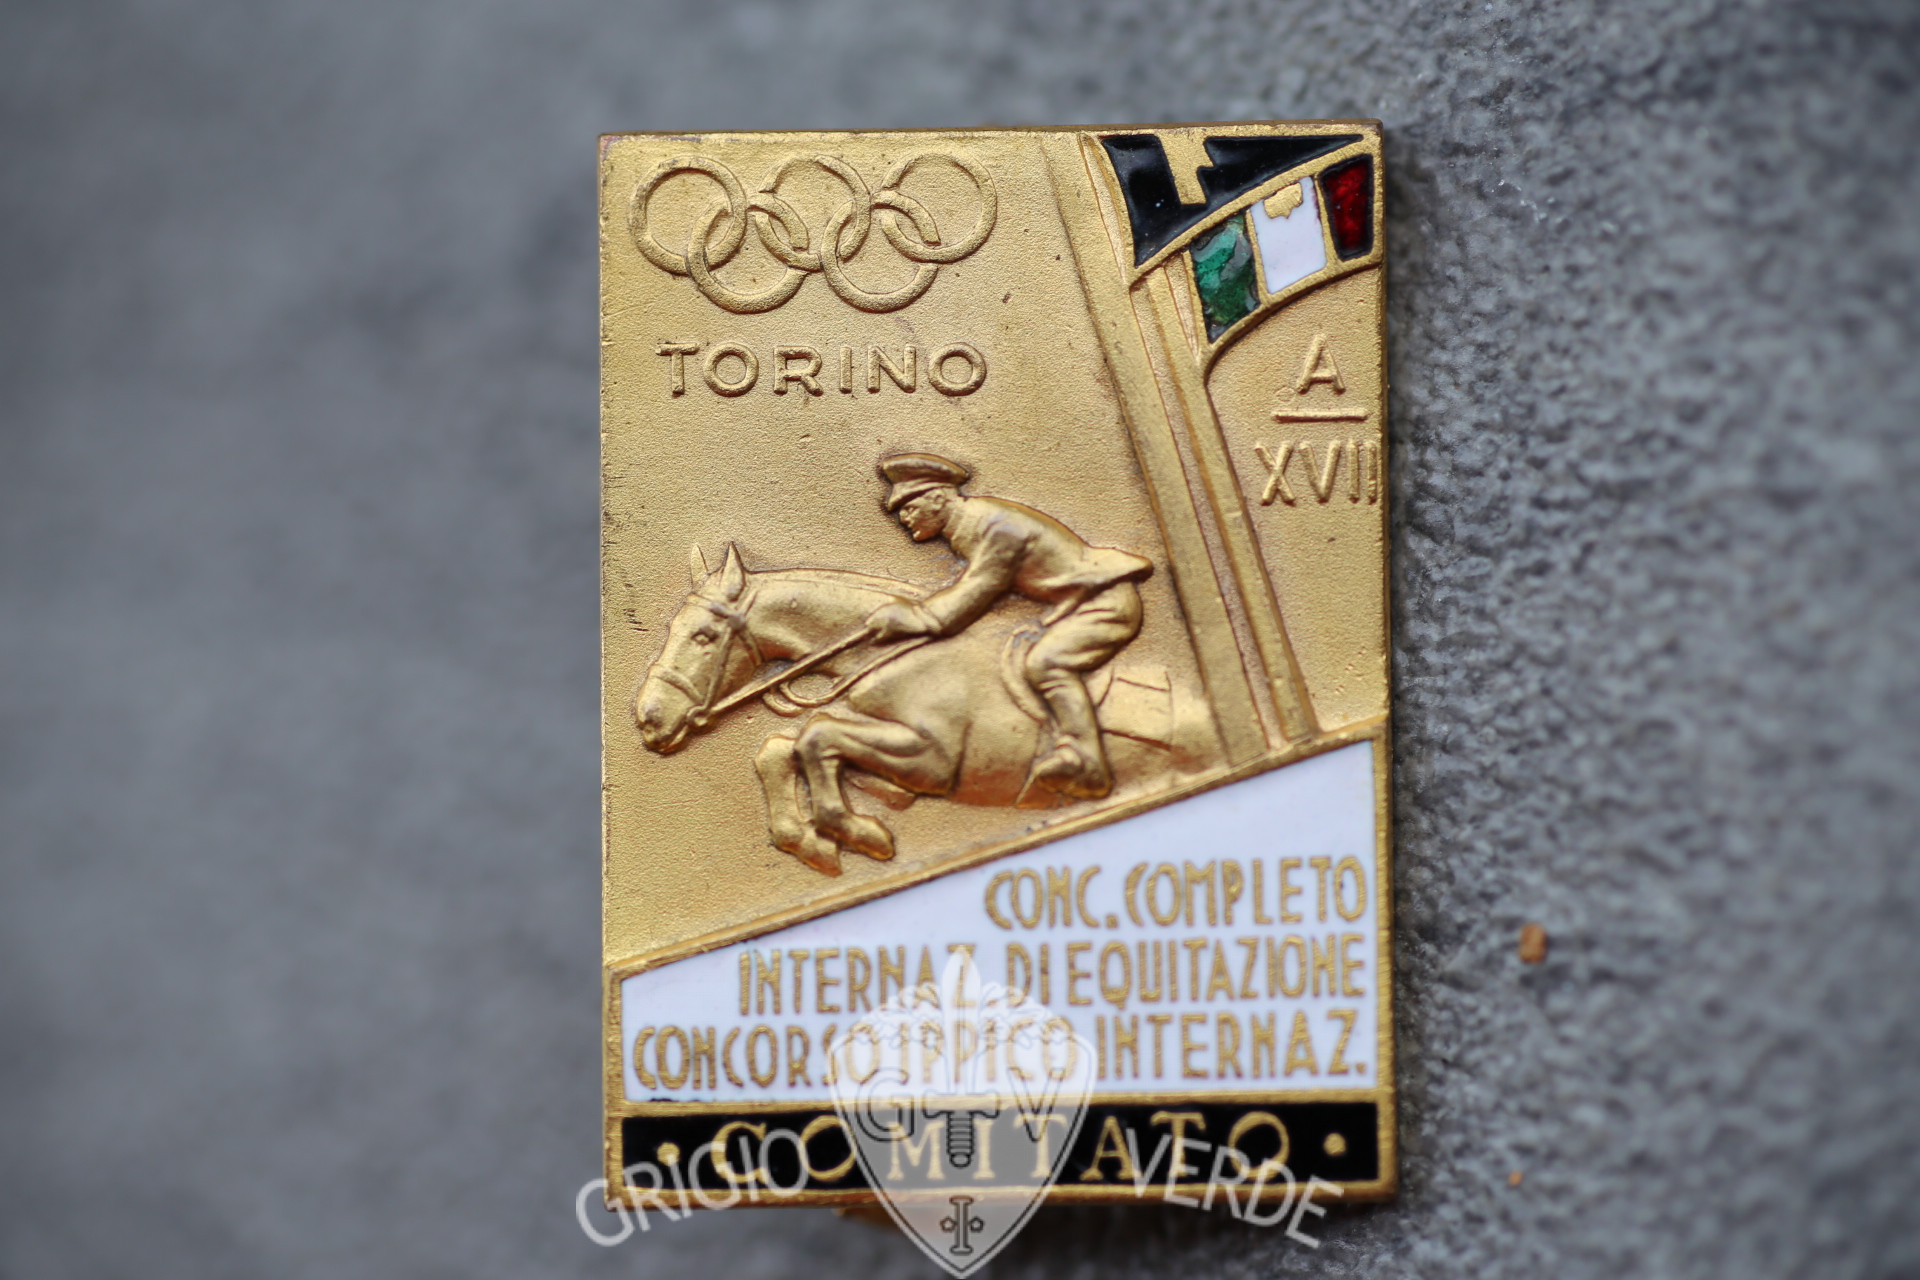 TORINO
A
XVII
CONC. COMPLETO
INTERNAZ. DI EQUITAZIONE
CONCORSO IPPICO INTERNAZ.
· COMITATO ·
G V
GRIGIO VERDE